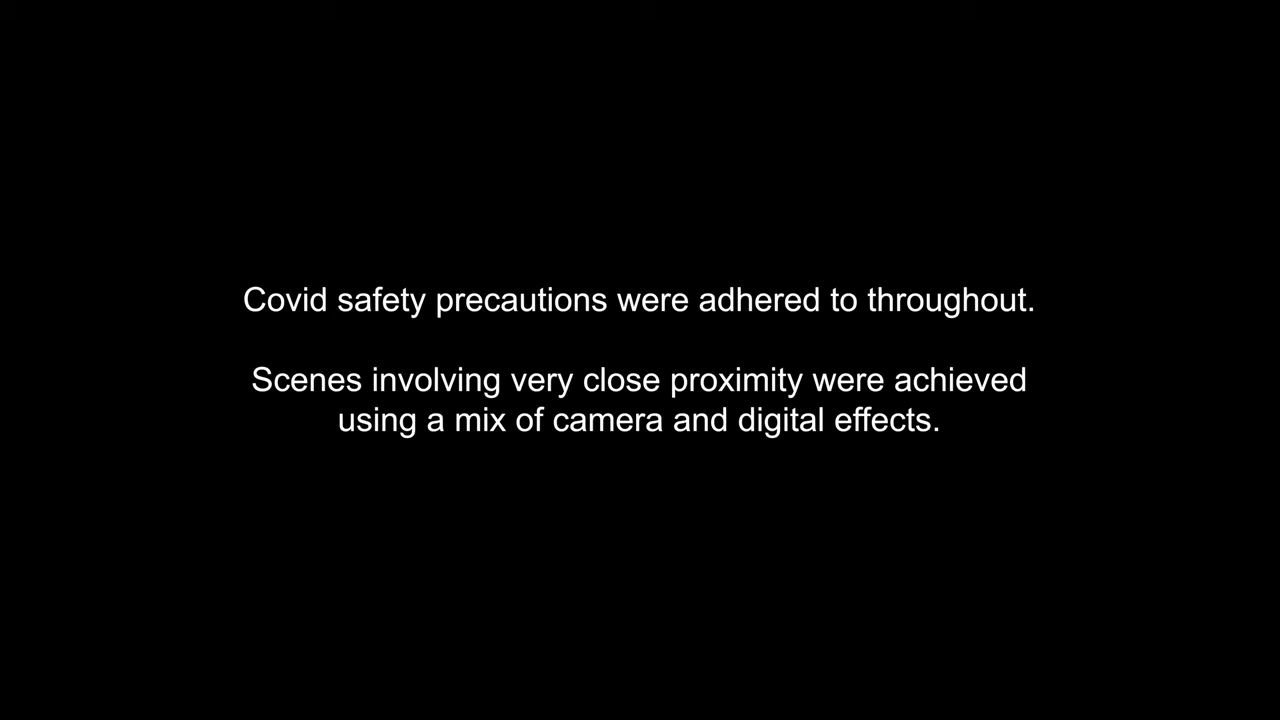 Covid safety precautions were adhered to throughout.
Scenes involving very close proximity were achieved
using a mix of camera and digital effects.